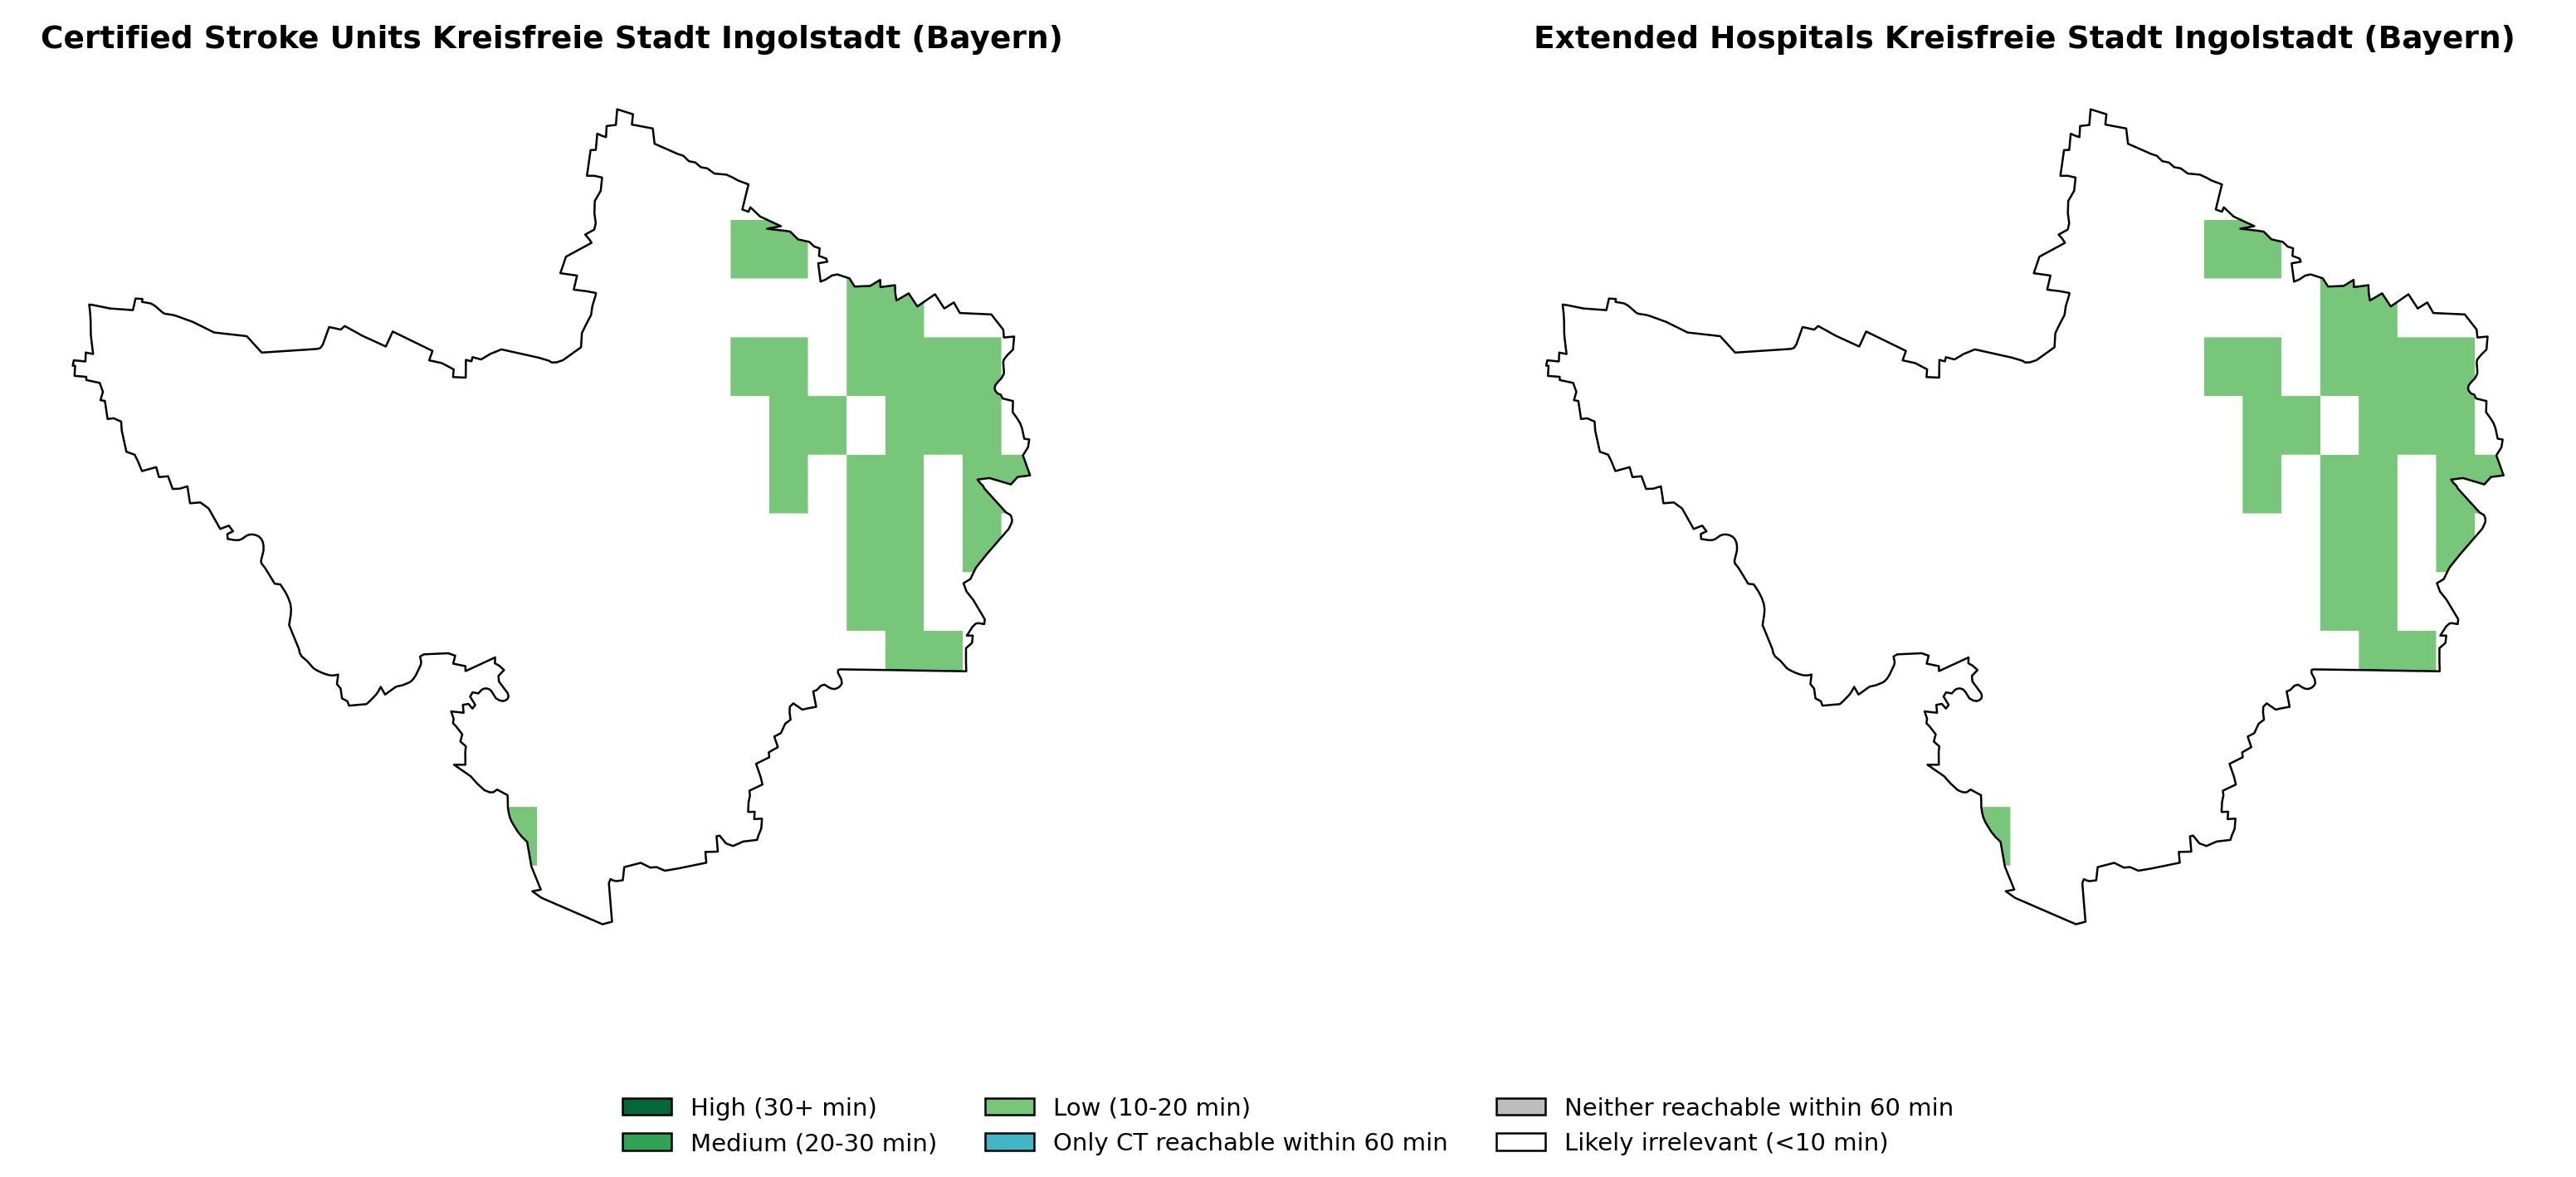 Certified Stroke Units Kreisfreie Stadt Ingolstadt (Bayern)
Extended Hospitals Kreisfreie Stadt Ingolstadt (Bayern)
High (30+ min)
Medium (20-30 min)
Low (10-20 min)
Only CT reachable within 60 min
Neither reachable within 60 min
Likely irrelevant (<10 min)